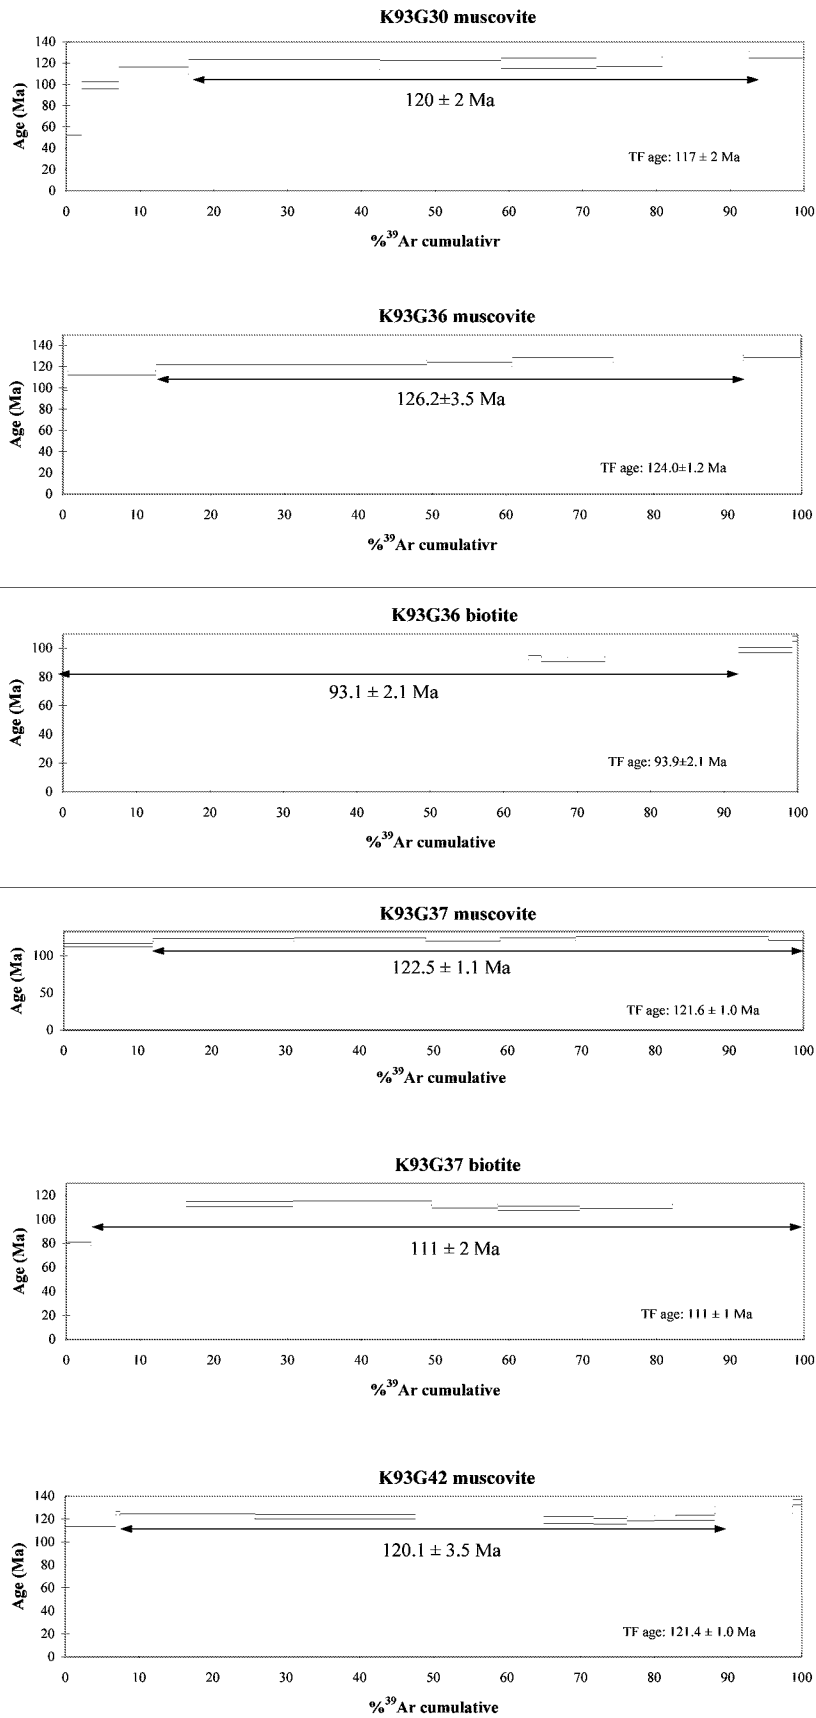 K93G30 muscovite
140
120
100
80
60
40
20
0
Age (Ma)
120 ± 2 Ma
TF age: 117 ± 2 Ma
0 10 20 30 40 50 60 70 80 90 100
%39Ar cumulativr
K93G36 muscovite
140
120
100
80
60
40
20
0
Age (Ma)
126.2±3.5 Ma
TF age: 124.0±1.2 Ma
0 10 20 30 40 50 60 70 80 90 100
%39Ar cumulativr
K93G36 biotite
100
80
60
40
20
0
Age (Ma)
93.1 ± 2.1 Ma
TF age: 93.9±2.1 Ma
0 10 20 30 40 50 60 70 80 90 100
%39Ar cumulative
K93G37 muscovite
100
50
0
Age (Ma)
122.5 ± 1.1 Ma
TF age: 121.6 ± 1.0 Ma
0 10 20 30 40 50 60 70 80 90 100
%39Ar cumulative
K93G37 biotite
120
100
80
60
40
20
0
Age (Ma)
111 ± 2 Ma
TF age: 111 ± 1 Ma
0 10 20 30 40 50 60 70 80 90 100
%39Ar cumulative
K93G42 muscovite
140
120
100
80
60
40
20
0
Age (Ma)
120.1 ± 3.5 Ma
TF age: 121.4 ± 1.0 Ma
0 10 20 30 40 50 60 70 80 90 100
%39Ar cumulative